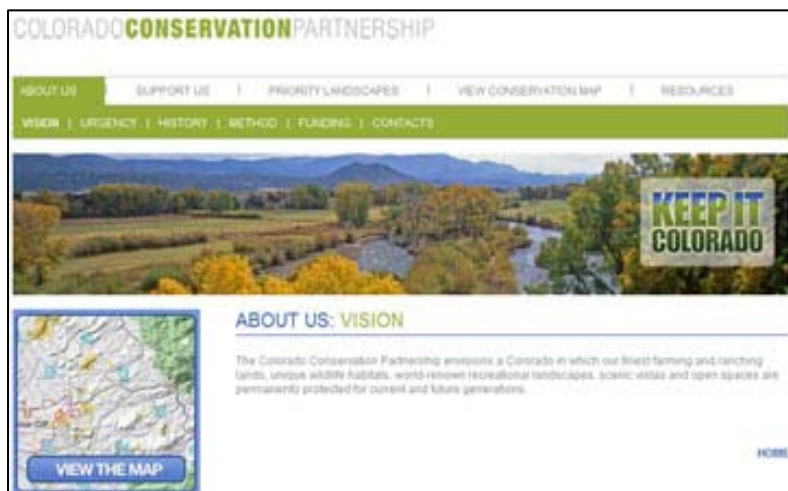 COLORADOCONSERVATIONPARTNERSHIP
ABOUT US | SUPPORT US | PRIORITY LANDSCAPES | VIEW CONSERVATION MAP | RESOURCES
VISION | URGENCY | HISTORY | METHOD | FUNDING | CONTACTS
KEEP IT
COLORADO
ABOUT US: VISION
The Colorado Conservation Partnership envisions a Colorado in which our finest farming and ranching
lands, unique wildlife habitats, world-renown recreational landscapes, scenic vistas and open spaces are
permanently protected for current and future generations.
VIEW THE MAP
HOME